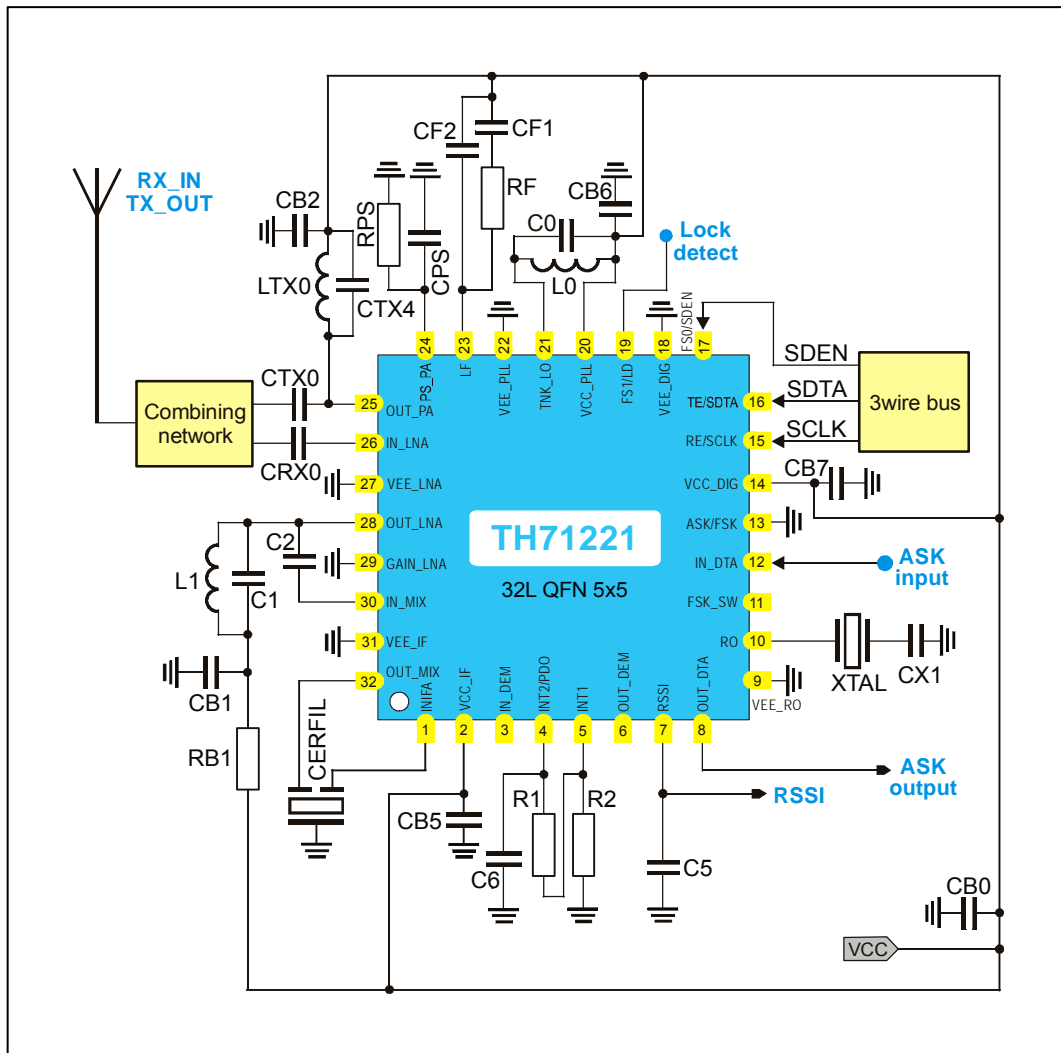 CF2
CF1
RX_IN
TX_OUT
CB2
RPS
CPS
RF
CB6
C0
L0
Lock
detect
LTX0
CTX4
24
23
22
21
20
19
18
17
PS_PA
LF
VEE_PLL
TNK_LO
VCC_PLL
FS1/LD
VEE_DIG
FS0/SDEN
SDEN
SDTA
SCLK
3wire bus
Combining
network
CTX0
CRX0
25
OUT_PA
26
IN_LNA
27
VEE_LNA
28
OUT_LNA
29
GAIN_LNA
30
IN_MIX
31
VEE_IF
32
OUT_MIX
TE/SDTA
16
RE/SCLK
15
VCC_DIG
14
CB7
ASK/FSK
13
IN_DTA
12
ASK
input
FSK_SW
11
RO
10
XTAL
CX1
9
VEE_RO
TH71221
32L QFN 5x5
C2
L1
C1
CB1
RB1
CERFIL
INIFA
VCC_IF
IN_DEM
INT2/PDO
INT1
OUT_DEM
RSSI
OUT_DTA
1
2
3
4
5
6
7
8
CB5
C6
R1
R2
C5
RSSI
ASK
output
CB0
VCC